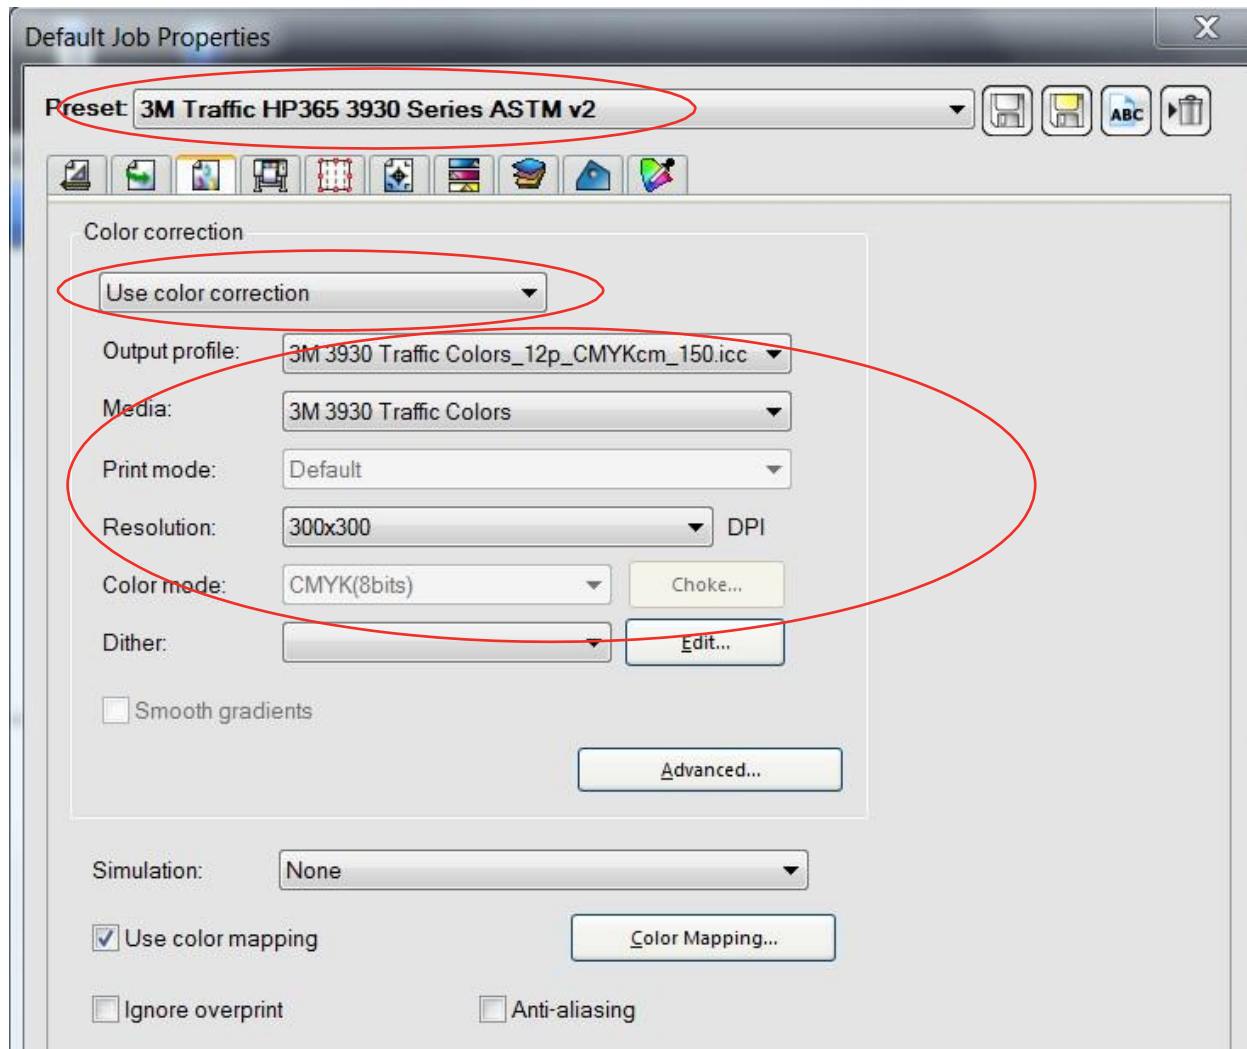 Default Job Properties
Preset: 3M Traffic HP365 3930 Series ASTM v2
ABC
Color correction
Use color correction
Output profile: 3M 3930 Traffic Colors_12p_CMYKcm_150.icc
Media: 3M 3930 Traffic Colors
Print mode: Default
Resolution: 300x300 DPI
Color mode: CMYK(8bits) Choke...
Dither: Edit...
Smooth gradients
Advanced...
Simulation: None
Use color mapping Color Mapping...
Ignore overprint Anti-aliasing